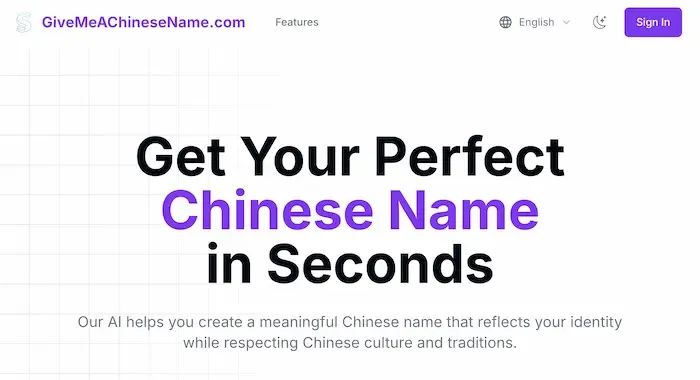 GiveMeAChineseName.com
Features
English
Sign In
Get Your Perfect
Chinese Name
in Seconds
Our AI helps you create a meaningful Chinese name that reflects your identity
while respecting Chinese culture and traditions.